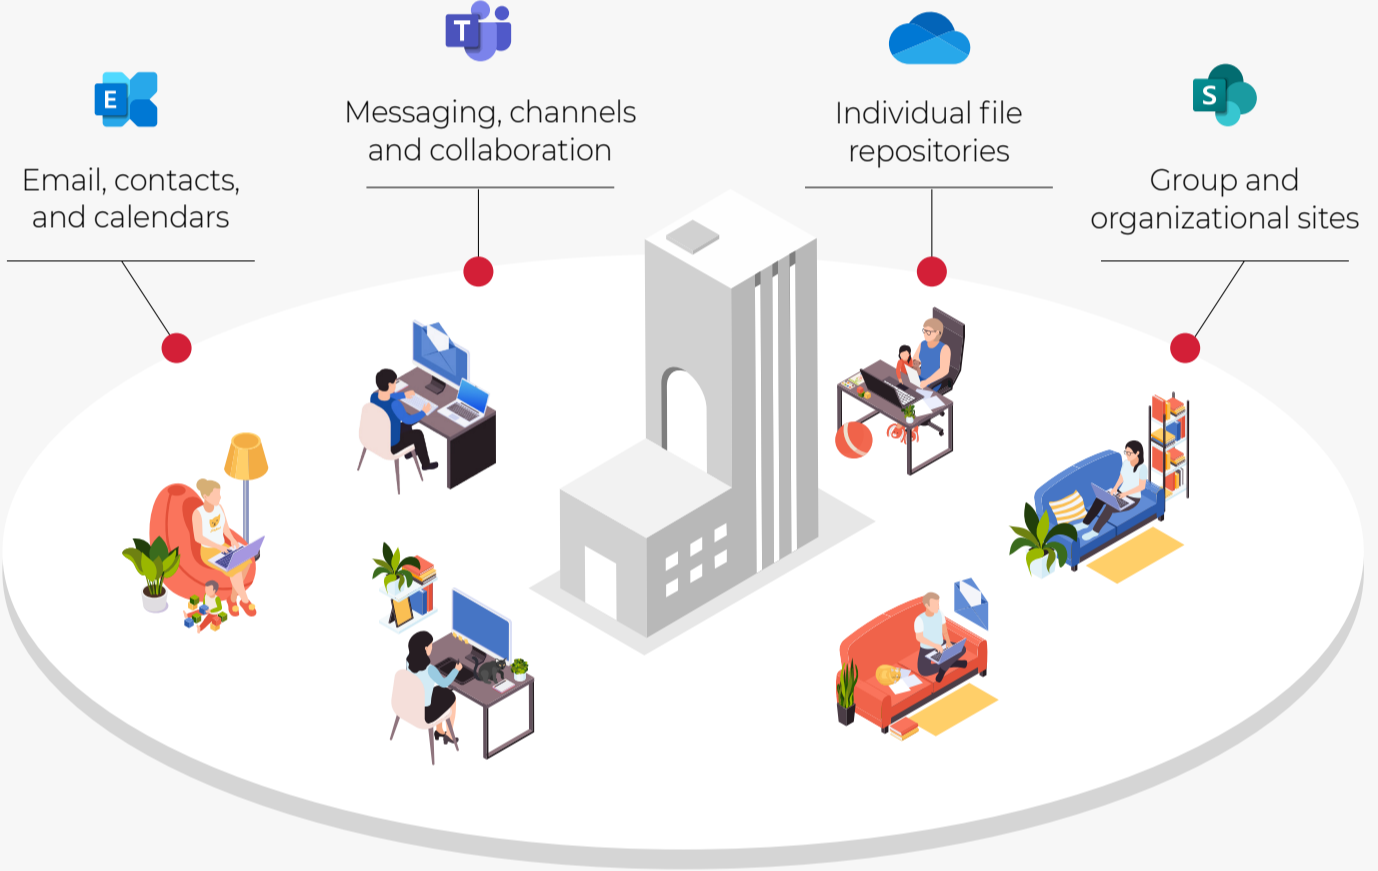 E
Email, contacts,
and calendars
T
Messaging, channels
and collaboration
Individual file
repositories
S
Group and
organizational sites